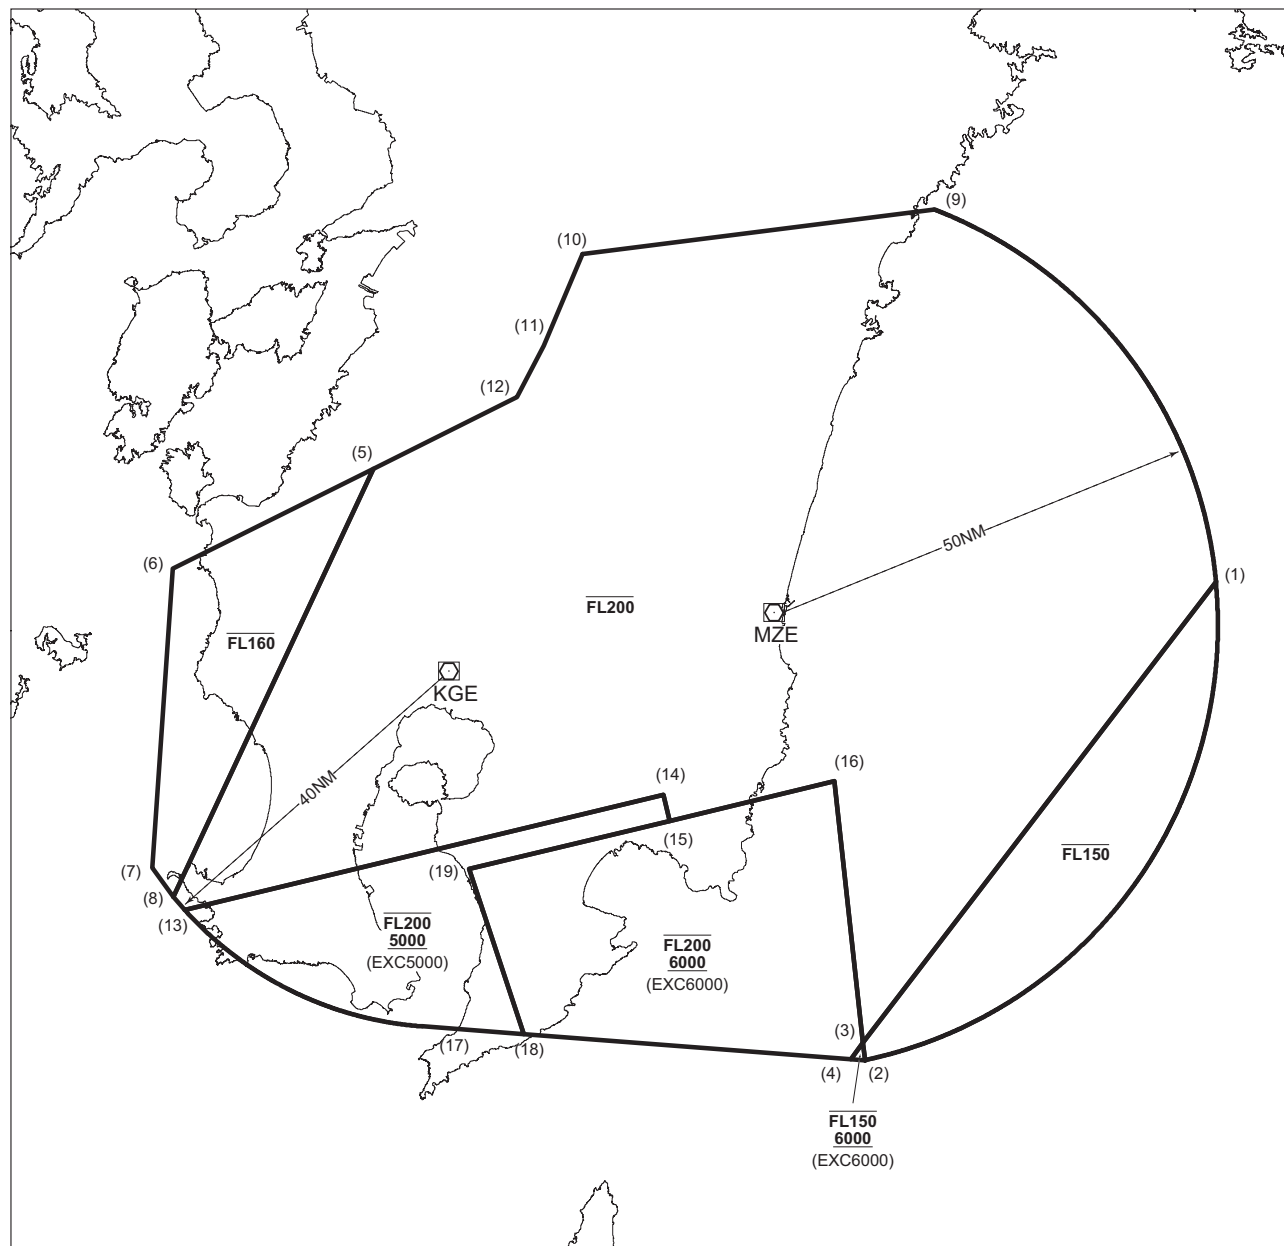 (9)
(10)
(11)
(12)
(5)
50NM
(6)
(1)
FL200
MZE
FL160
KGE
40NM
(14)
(16)
(15)
(19)
(7)
FL150
(8)
(13)
FL200
5000
(EXC5000)
FL200
6000
(EXC6000)
(3)
(17)
(18)
(4)
(2)
FL150
6000
(EXC6000)